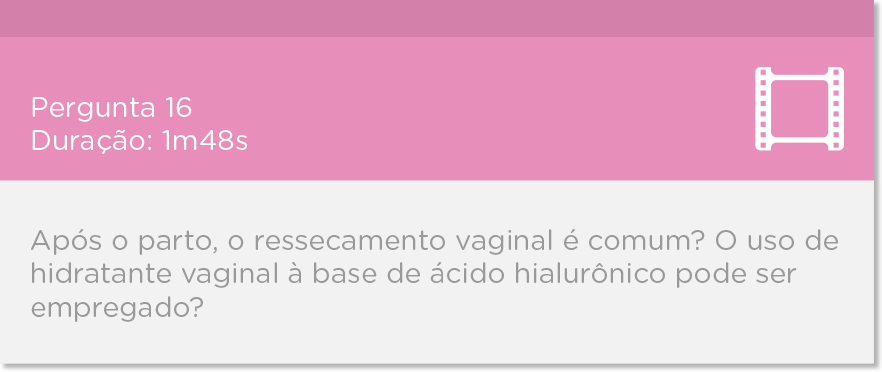 Pergunta 16
Duração: 1m48s
Após o parto, o ressecamento vaginal é comum? O uso de
hidratante vaginal à base de ácido hialurônico pode ser
empregado?